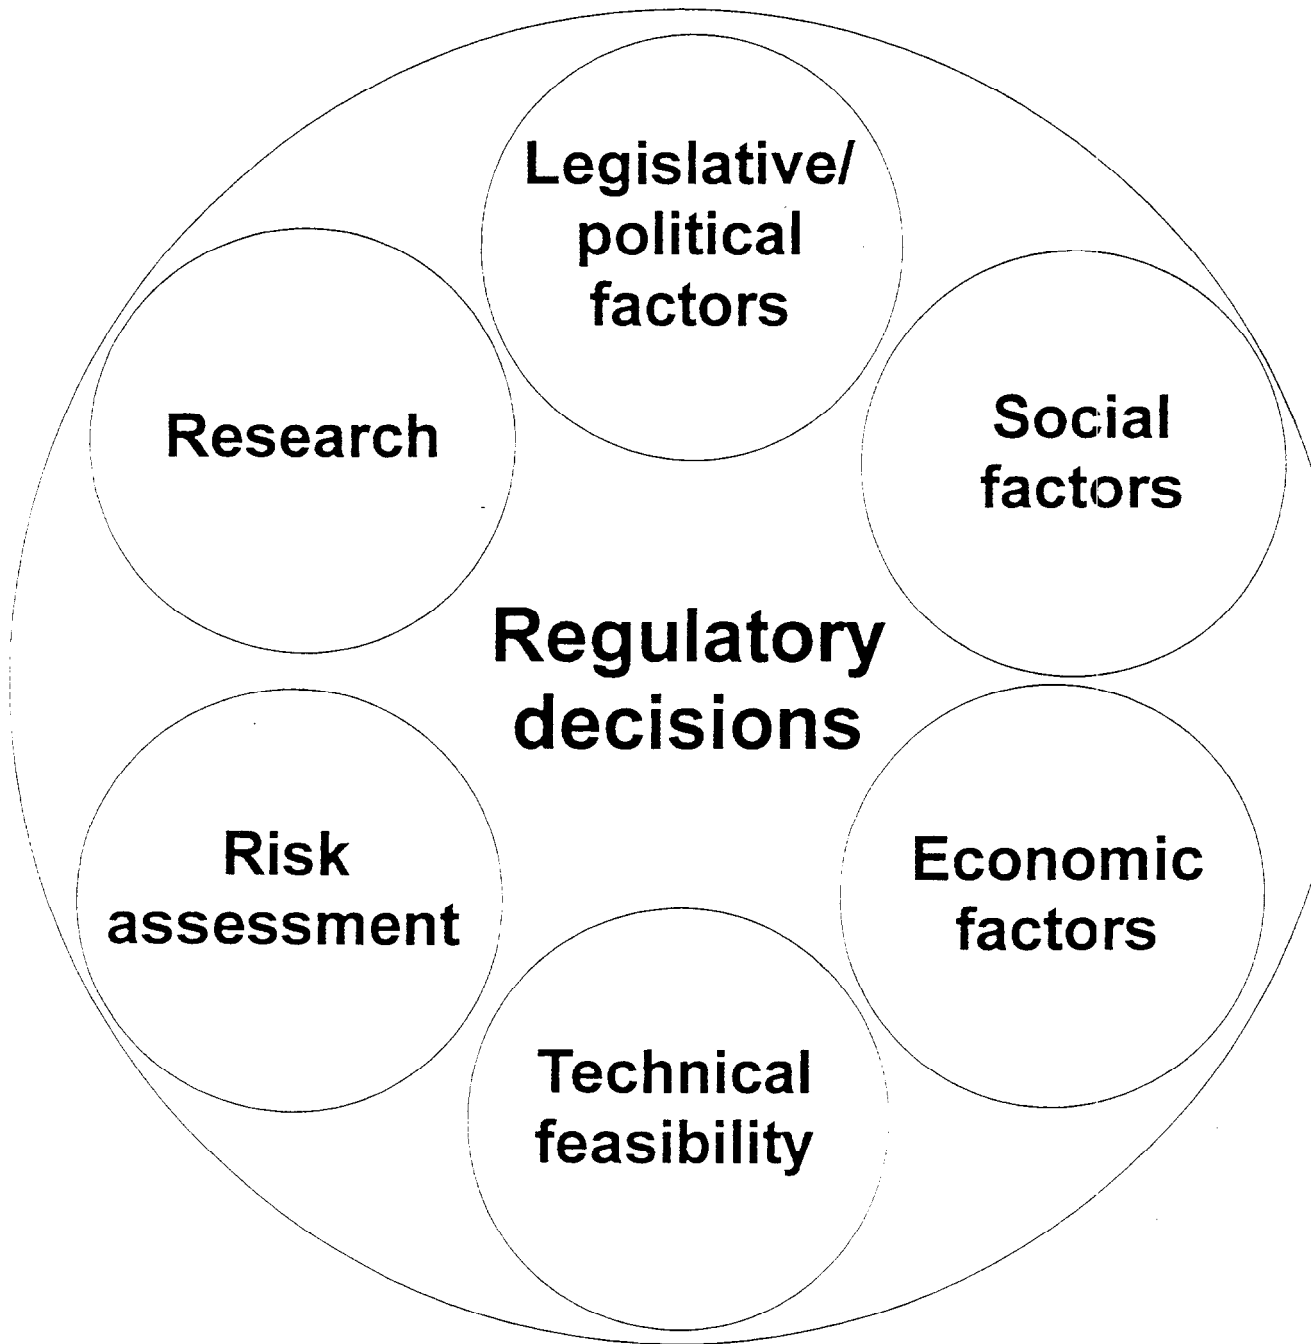 Legislative/
political
factors
Research
Social
factors
Regulatory
decisions
Risk
assessment
Economic
factors
Technical
feasibility